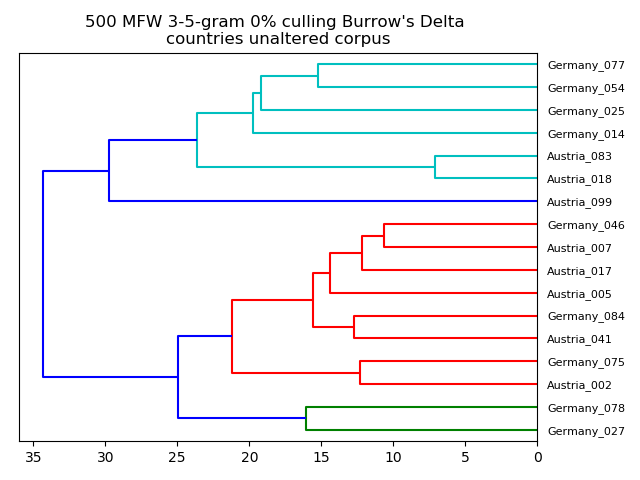 500 MFW 3-5-gram 0% culling Burrow's Delta
countries unaltered corpus
Germany_077
Germany_054
Germany_025
Germany_014
Austria_083
Austria_018
Austria_099
Germany_046
Austria_007
Austria_017
Austria_005
Germany_084
Austria_041
Germany_075
Austria_002
Germany_078
Germany_027
35 30 25 20 15 10 5 0